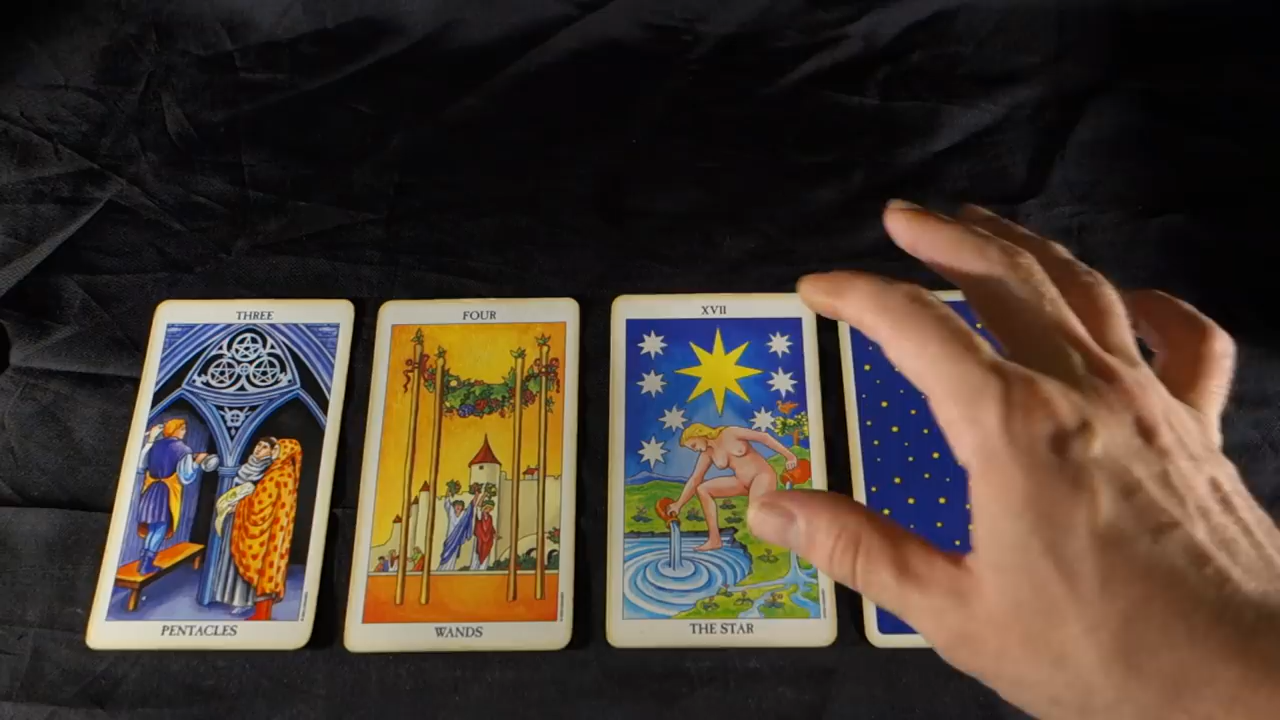 THREE
PENTACLES
FOUR
WANDS
XVII
THE STAR